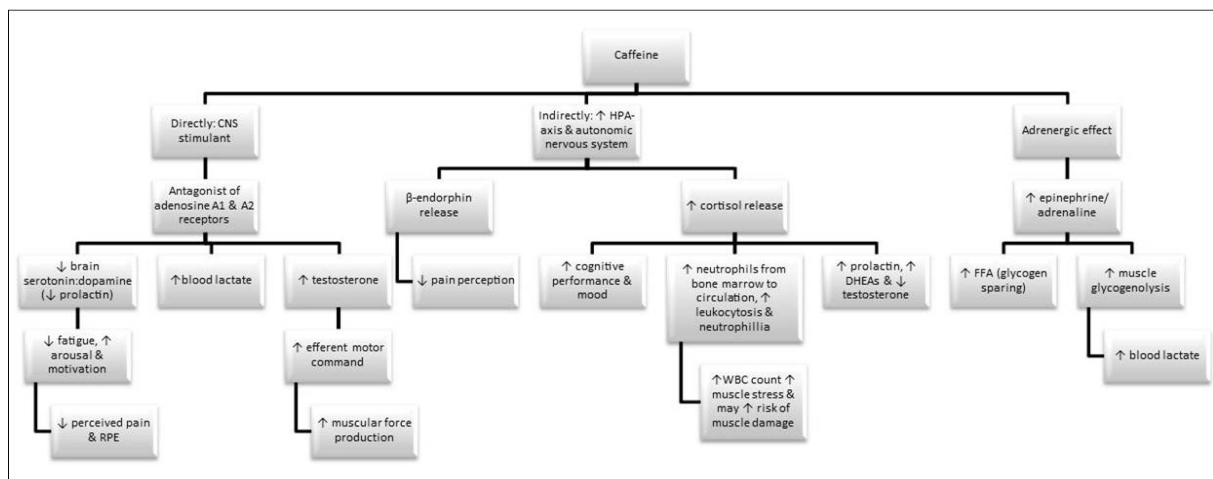 Caffeine
Directly: CNS
stimulant
Indirectly: ↑ HPA-
axis & autonomic
nervous system
Adrenergic effect
Antagonist of
adenosine A1 & A2
receptors
β-endorphin
release
↑ cortisol release
↑ epinephrine/
adrenaline
↓ brain
serotonin:dopamine
(↓ prolactin)
↑blood lactate
↑ testosterone
↓ pain perception
↑ cognitive
performance &
mood
↑ neutrophils from
bone marrow to
circulation, ↑
leukocytosis &
neutrophillia
↑ prolactin, ↑
DHEAs & ↓
testosterone
↑ FFA (glycogen
sparing)
↑ muscle
glycogenolysis
↓ fatigue, ↑
arousal &
motivation
↑ efferent motor
command
↑ blood lactate
↑WBC count ↑
muscle stress &
may ↑ risk of
muscle damage
↓ perceived pain
& RPE
↑ muscular force
production